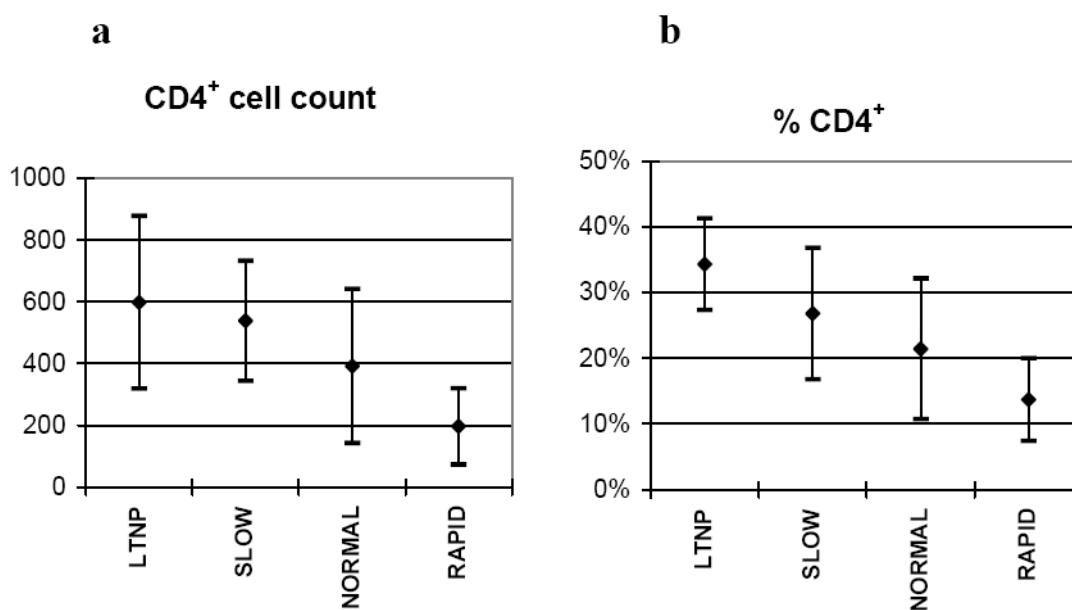 a
CD4⁺ cell count
1000
800
600
400
200
0
LTNP
SLOW
NORMAL
RAPID
b
% CD4⁺
50%
40%
30%
20%
10%
0%
LTNP
SLOW
NORMAL
RAPID